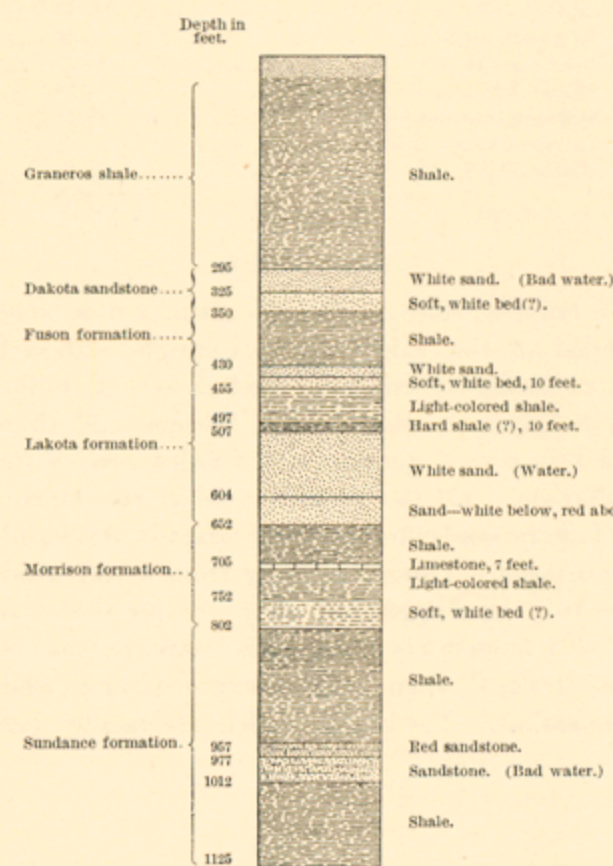 Depth in
feet.
Graneros shale......
Shale.
295
White sand. (Bad water.)
Dakota sandstone....
325
Soft, white bed(?).
350
Fuson formation....
Shale.
430
White sand.
Soft, white bed, 10 feet.
455
Light-colored shale.
497
Hard shale (?), 10 feet.
507
Lakota formation....
White sand. (Water.)
604
Sand—white below, red abo
652
Shale.
705
Limestone, 7 feet.
Morrison formation..
Light-colored shale.
752
Soft, white bed (?).
802
Shale.
Sundance formation.
957
Red sandstone.
977
Sandstone. (Bad water.)
1012
Shale.
1125